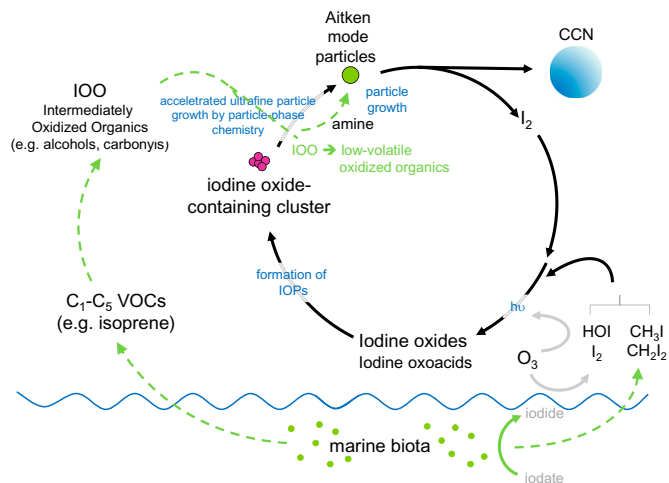 Aitken
mode
particles
CCN
IOO
Intermediately
Oxidized Organics
(e.g. alcohols, carbonyls)
acceletrated ultrafine particle
growth by particle-phase
chemistry
particle
growth
amine
I₂
IOO ➔ low-volatile
oxidized organics
iodine oxide-
containing cluster
formation of
IOPs
C₁-C₅ VOCs
(e.g. isoprene)
hυ
Iodine oxides
Iodine oxoacids
O₃
HOI
I₂
CH₃I
CH₂I₂
iodide
marine biota
iodate